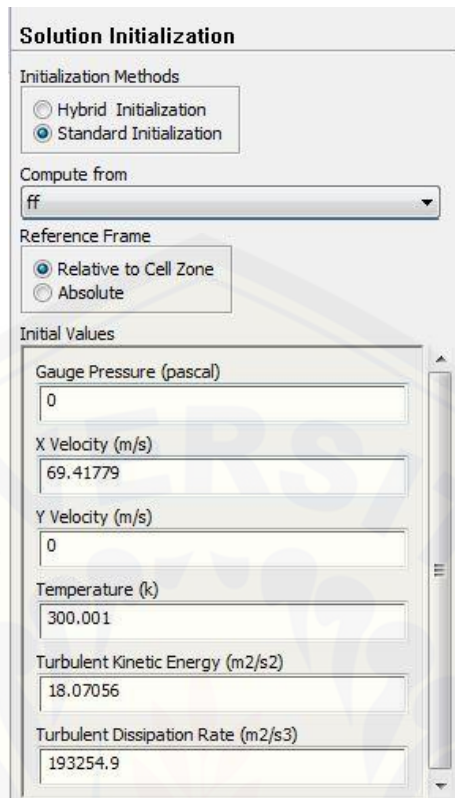 Solution Initialization
Initialization Methods
Hybrid Initialization
Standard Initialization
Compute from
ff
Reference Frame
Relative to Cell Zone
Absolute
Initial Values
Gauge Pressure (pascal)
0
X Velocity (m/s)
69.41779
Y Velocity (m/s)
0
Temperature (k)
300.001
Turbulent Kinetic Energy (m2/s2)
18.07056
Turbulent Dissipation Rate (m2/s3)
193254.9